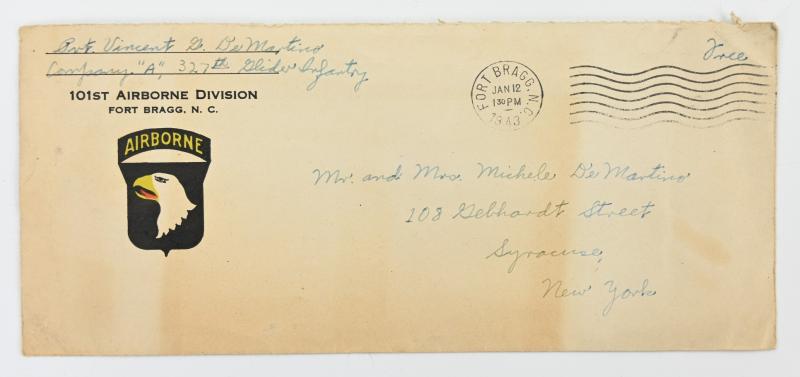 Pvt. Vincent G. DeMartino
Company "A", 327th Glider Infantry
101ST AIRBORNE DIVISION
FORT BRAGG, N. C.
AIRBORNE
FORT BRAGG, N.C.
JAN 12
1 30 PM
1943
Free
Mr. and Mrs. Michele DeMartino
108 Gebhardt Street
Syracuse,
New York